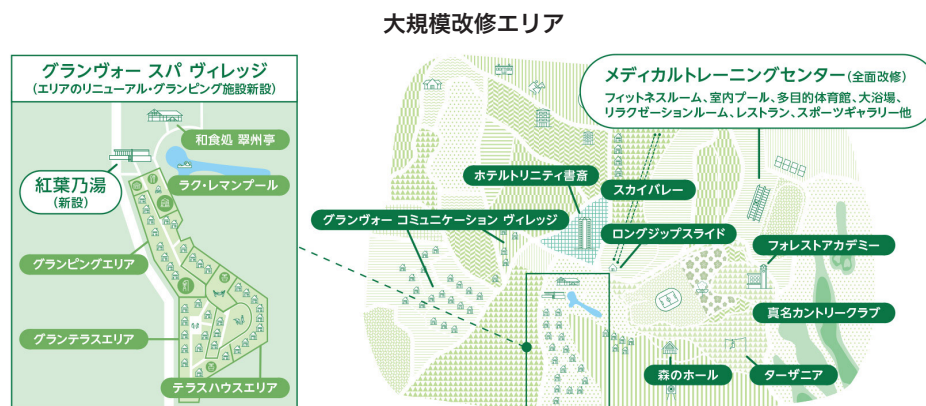 大規模改修エリア
グランヴォー スパ ヴィレッジ
(エリアのリニューアル・グランピング施設新設)
和食処 翠州亭
紅葉乃湯
(新設)
ラク・レマンプール
グランピングエリア
グランテラスエリア
テラスハウスエリア
メディカルトレーニングセンター(全面改修)
フィットネスルーム、室内プール、多目的体育館、大浴場、
リラクゼーションルーム、レストラン、スポーツギャラリー他
ホテルトリニティ書斎
スカイバレー
グランヴォー コミュニケーション ヴィレッジ
ロングジップスライド
フォレストアカデミー
真名カントリークラブ
森のホール
ターザニア